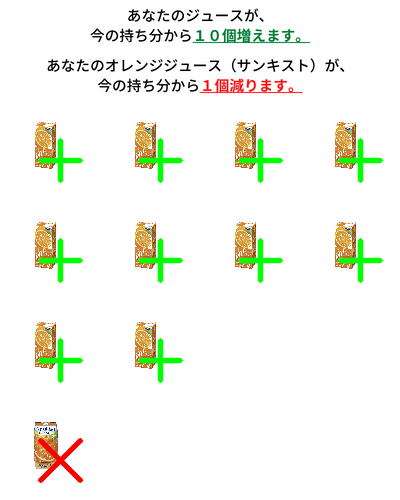 あなたのジュースが、
今の持ち分から１０個増えます。
あなたのオレンジジュース（サンキスト）が、
今の持ち分から１個減ります。